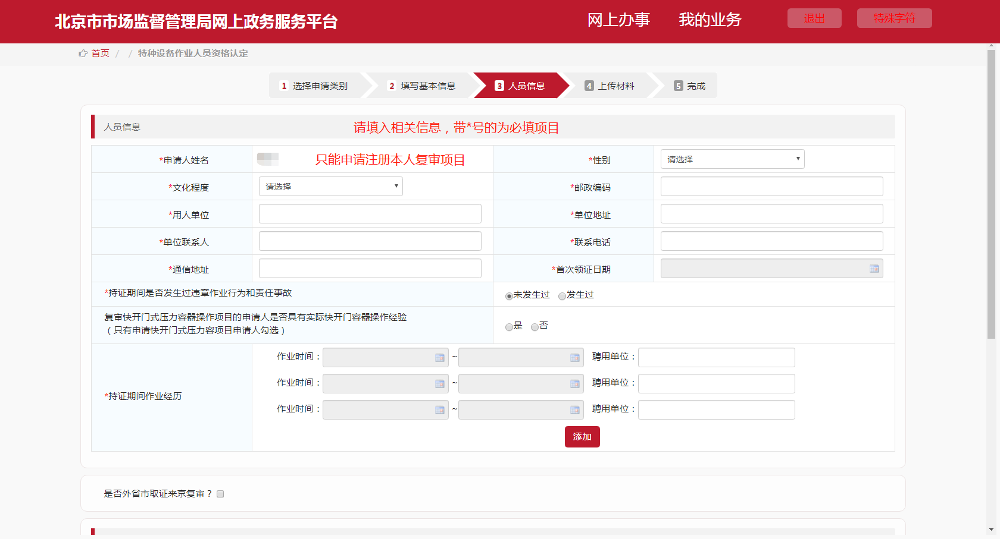 北京市市场监督管理局网上政务服务平台
网上办事 我的业务 退出 特殊字符
首页 / / 特种设备作业人员资格认定
1 选择申请类别 2 填写基本信息 3 人员信息 4 上传材料 5 完成
人员信息 请填入相关信息，带*号的为必填项目
*申请人姓名 只能申请注册本人复审项目 *性别 请选择
*文化程度 请选择 *邮政编码
*用人单位 *单位地址
*单位联系人 *联系电话
*通信地址 *首次领证日期
*持证期间是否发生过违章作业行为和责任事故 未发生过 发生过
复审快开门式压力容器操作项目的申请人是否具有实际快开门容器操作经验
（只有申请快开门式压力容项目申请人勾选） 是 否
*持证期间作业经历
作业时间： ~ 聘用单位：
作业时间： ~ 聘用单位：
作业时间： ~ 聘用单位：
添加
是否外省市取证来京复审？